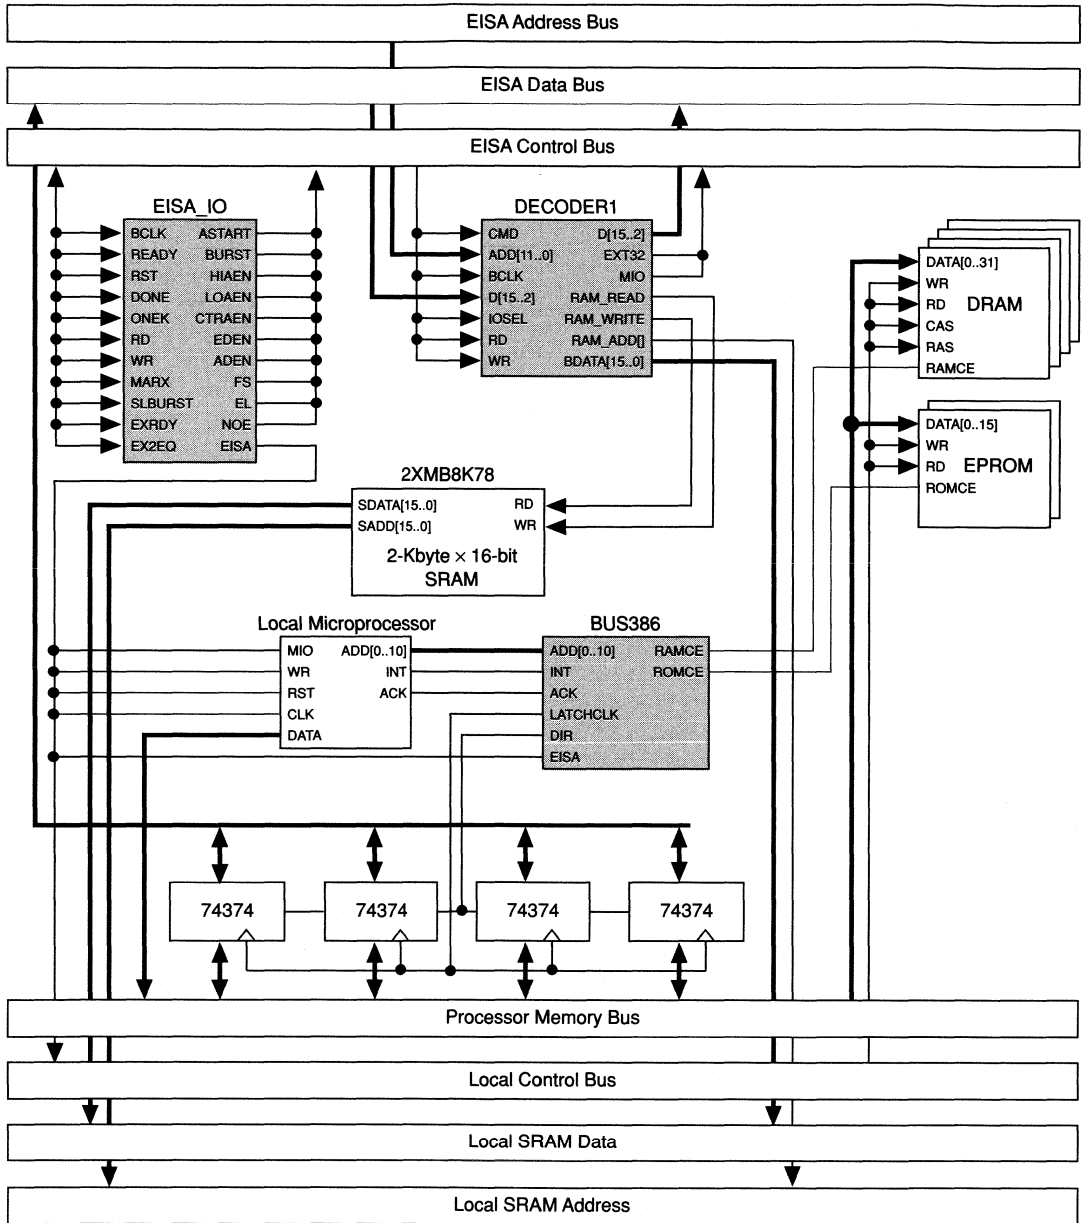 EISA Address Bus
EISA Data Bus
EISA Control Bus
EISA_IO
BCLK ASTART
READY BURST
RST HIAEN
DONE LOAEN
ONEK CTRAEN
RD EDEN
WR ADEN
MARX FS
SLBURST EL
EXRDY NOE
EX2EQ EISA
DECODER1
CMD D[15..2]
ADD[11..0] EXT32
BCLK MIO
D[15..2] RAM_READ
IOSEL RAM_WRITE
RD RAM_ADD[]
WR BDATA[15..0]
DATA[0..31]
WR
RD DRAM
CAS
RAS
RAMCE
DATA[0..15]
WR
RD EPROM
ROMCE
2XMB8K78
SDATA[15..0] RD
SADD[15..0] WR
2-Kbyte × 16-bit
SRAM
Local Microprocessor
MIO ADD[0..10]
WR INT
RST ACK
CLK
DATA
BUS386
ADD[0..10] RAMCE
INT ROMCE
ACK
LATCHCLK
DIR
EISA
74374 74374 74374 74374
Processor Memory Bus
Local Control Bus
Local SRAM Data
Local SRAM Address